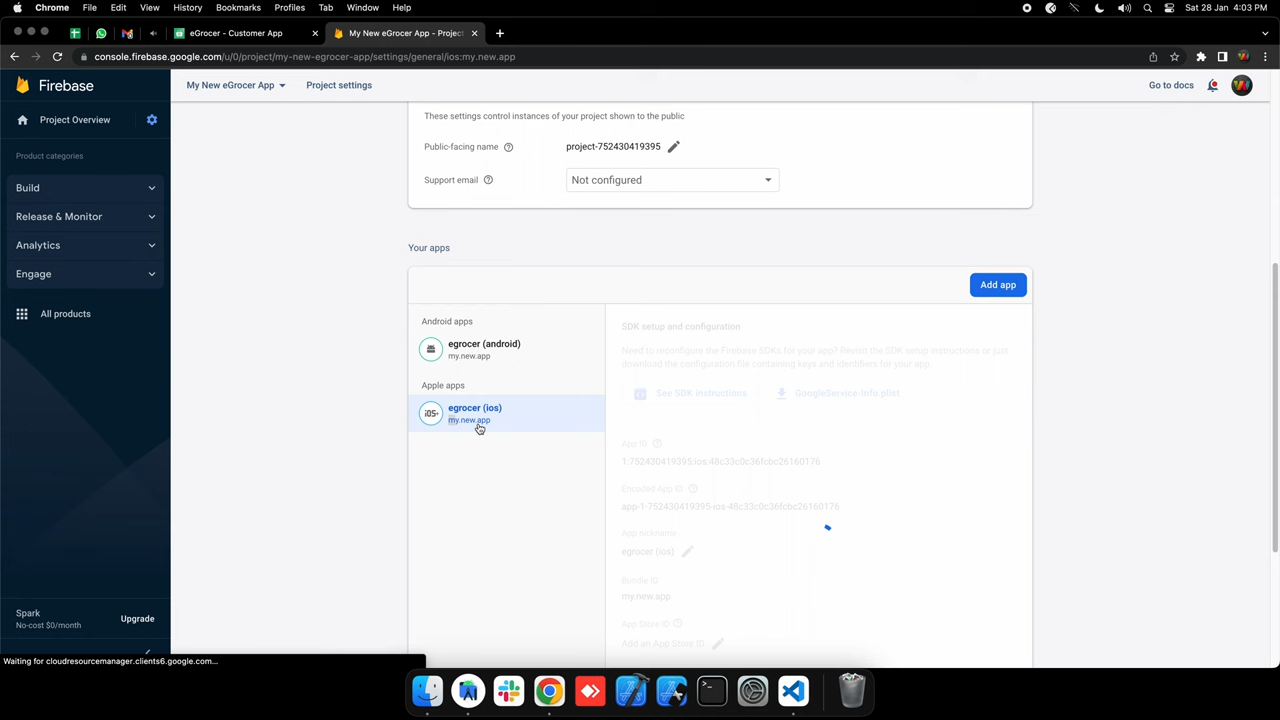 Chrome File Edit View History Bookmarks Profiles Tab Window Help Sat 28 Jan 4:03 PM
eGrocer - Customer App
My New eGrocer App - Project
console.firebase.google.com/u/0/project/my-new-egrocer-app/settings/general/ios:my.new.app
Firebase
My New eGrocer App
Project settings
Go to docs
Project Overview
Product categories
Build
Release & Monitor
Analytics
Engage
All products
Spark
No-cost $0/month
Upgrade
These settings control instances of your project shown to the public
Public-facing name
project-752430419395
Support email
Not configured
Your apps
Add app
Android apps
egrocer (android)
my.new.app
Apple apps
iOS+
egrocer (ios)
my.new.app
SDK setup and configuration
Need to reconfigure the Firebase SDKs for your app? Revisit the SDK setup instructions or just
download the configuration file containing keys and identifiers for your app.
See SDK instructions
GoogleService-Info.plist
App ID
1:752430419395:ios:48c33c0c36fcbc26160176
Encoded App ID
app-1-752430419395-ios-48c33c0c36fcbc26160176
App nickname
egrocer (ios)
Bundle ID
my.new.app
App Store ID
Add an App Store ID
Waiting for cloudresourcemanager.clients6.google.com...